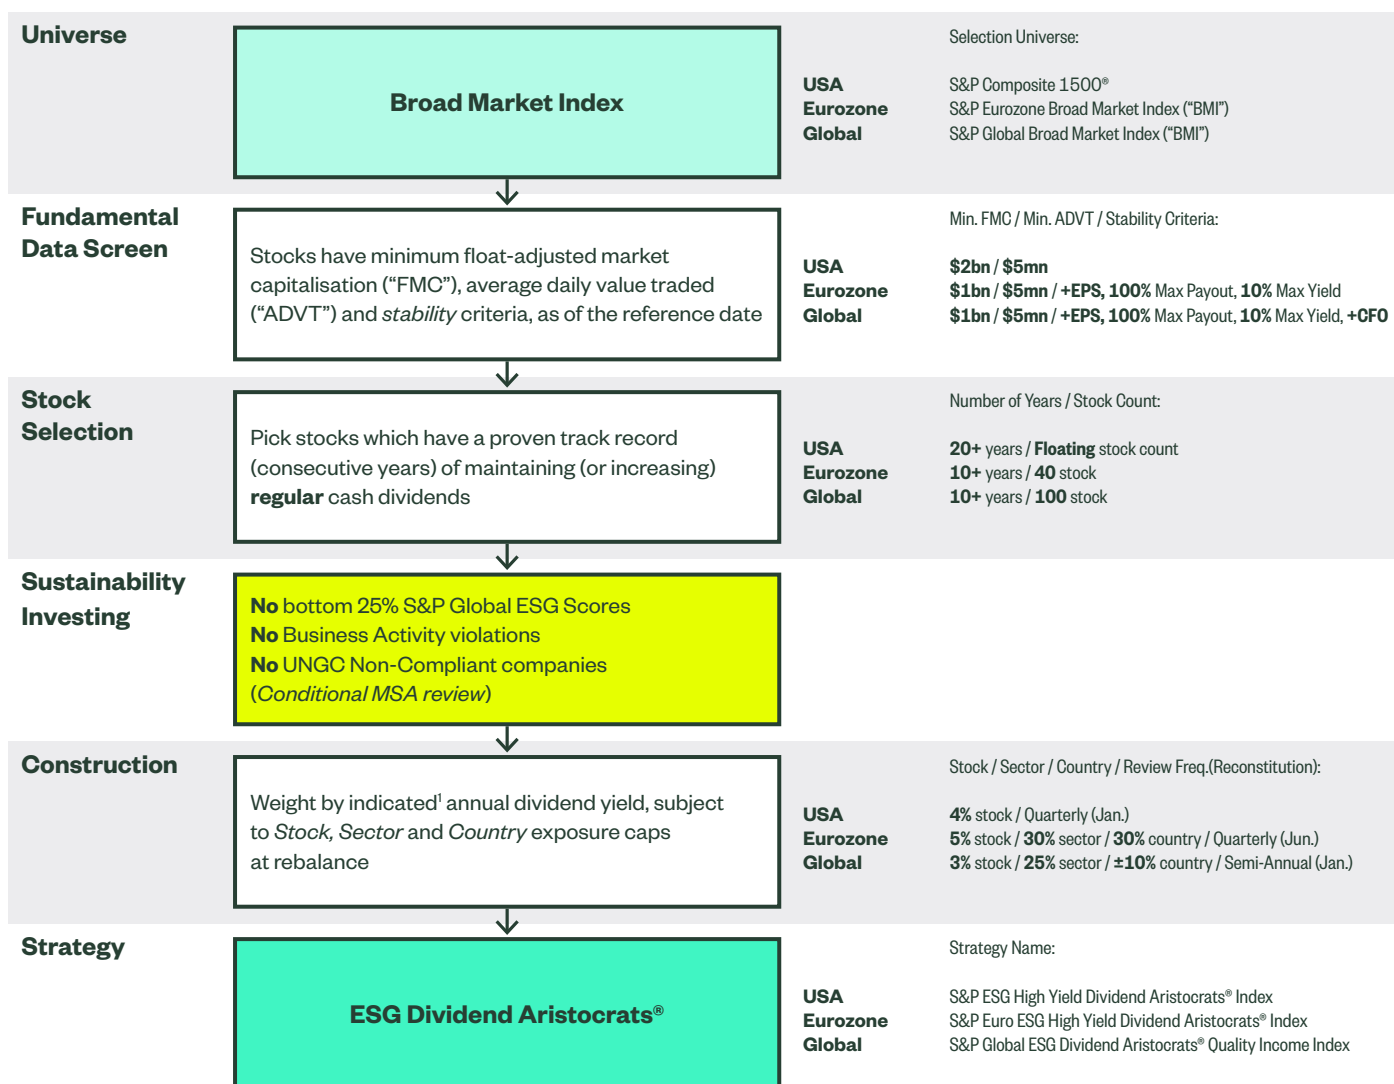 Universe
Broad Market Index
Selection Universe:
USA S&P Composite 1500®
Eurozone S&P Eurozone Broad Market Index (“BMI”)
Global S&P Global Broad Market Index (“BMI”)
Fundamental
Data Screen
Stocks have minimum float-adjusted market
capitalisation (“FMC”), average daily value traded
(“ADVT”) and stability criteria, as of the reference date
Min. FMC / Min. ADVT / Stability Criteria:
USA $2bn / $5mn
Eurozone $1bn / $5mn / +EPS, 100% Max Payout, 10% Max Yield
Global $1bn / $5mn / +EPS, 100% Max Payout, 10% Max Yield, +CFO
Stock
Selection
Pick stocks which have a proven track record
(consecutive years) of maintaining (or increasing)
regular cash dividends
Number of Years / Stock Count:
USA 20+ years / Floating stock count
Eurozone 10+ years / 40 stock
Global 10+ years / 100 stock
Sustainability
Investing
No bottom 25% S&P Global ESG Scores
No Business Activity violations
No UNGC Non-Compliant companies
(Conditional MSA review)
Construction
Weight by indicated¹ annual dividend yield, subject
to Stock, Sector and Country exposure caps
at rebalance
Stock / Sector / Country / Review Freq.(Reconstitution):
USA 4% stock / Quarterly (Jan.)
Eurozone 5% stock / 30% sector / 30% country / Quarterly (Jun.)
Global 3% stock / 25% sector / ±10% country / Semi-Annual (Jan.)
Strategy
ESG Dividend Aristocrats®
Strategy Name:
USA S&P ESG High Yield Dividend Aristocrats® Index
Eurozone S&P Euro ESG High Yield Dividend Aristocrats® Index
Global S&P Global ESG Dividend Aristocrats® Quality Income Index